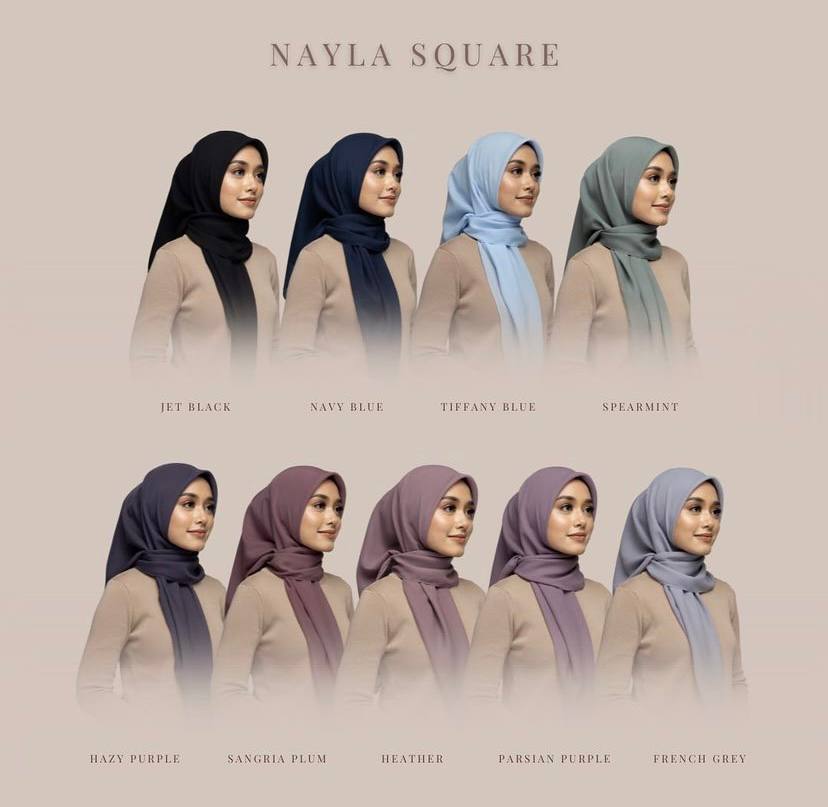 NAYLA SQUARE
JET BLACK
NAVY BLUE
TIFFANY BLUE
SPEARMINT
HAZY PURPLE
SANGRIA PLUM
HEATHER
PARSIAN PURPLE
FRENCH GREY